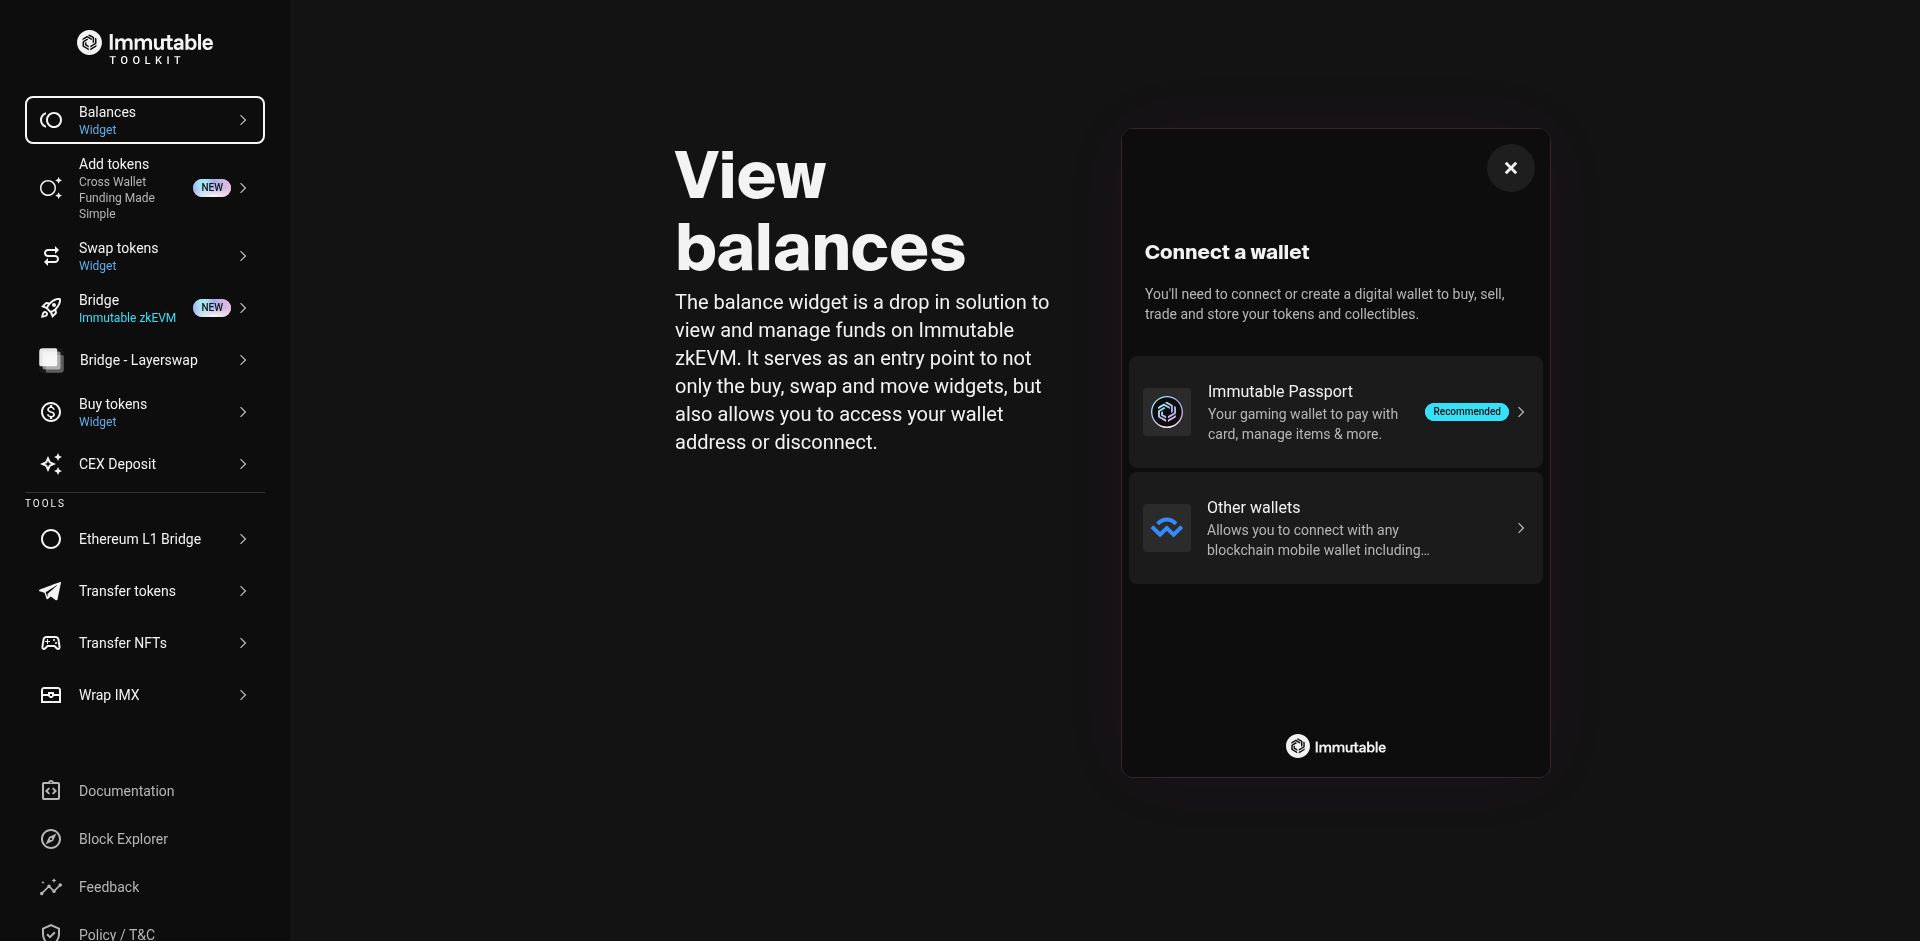 Immutable
TOOLKIT
Balances
Widget
Add tokens
Cross Wallet
Funding Made
Simple
NEW
Swap tokens
Widget
Bridge
Immutable zkEVM
NEW
Bridge - Layerswap
Buy tokens
Widget
CEX Deposit
TOOLS
Ethereum L1 Bridge
Transfer tokens
Transfer NFTs
Wrap IMX
Documentation
Block Explorer
Feedback
Policy / T&C
View
balances
The balance widget is a drop in solution to
view and manage funds on Immutable
zkEVM. It serves as an entry point to not
only the buy, swap and move widgets, but
also allows you to access your wallet
address or disconnect.
Connect a wallet
You'll need to connect or create a digital wallet to buy, sell,
trade and store your tokens and collectibles.
Immutable Passport
Your gaming wallet to pay with
card, manage items & more.
Recommended
Other wallets
Allows you to connect with any
blockchain mobile wallet including...
Immutable